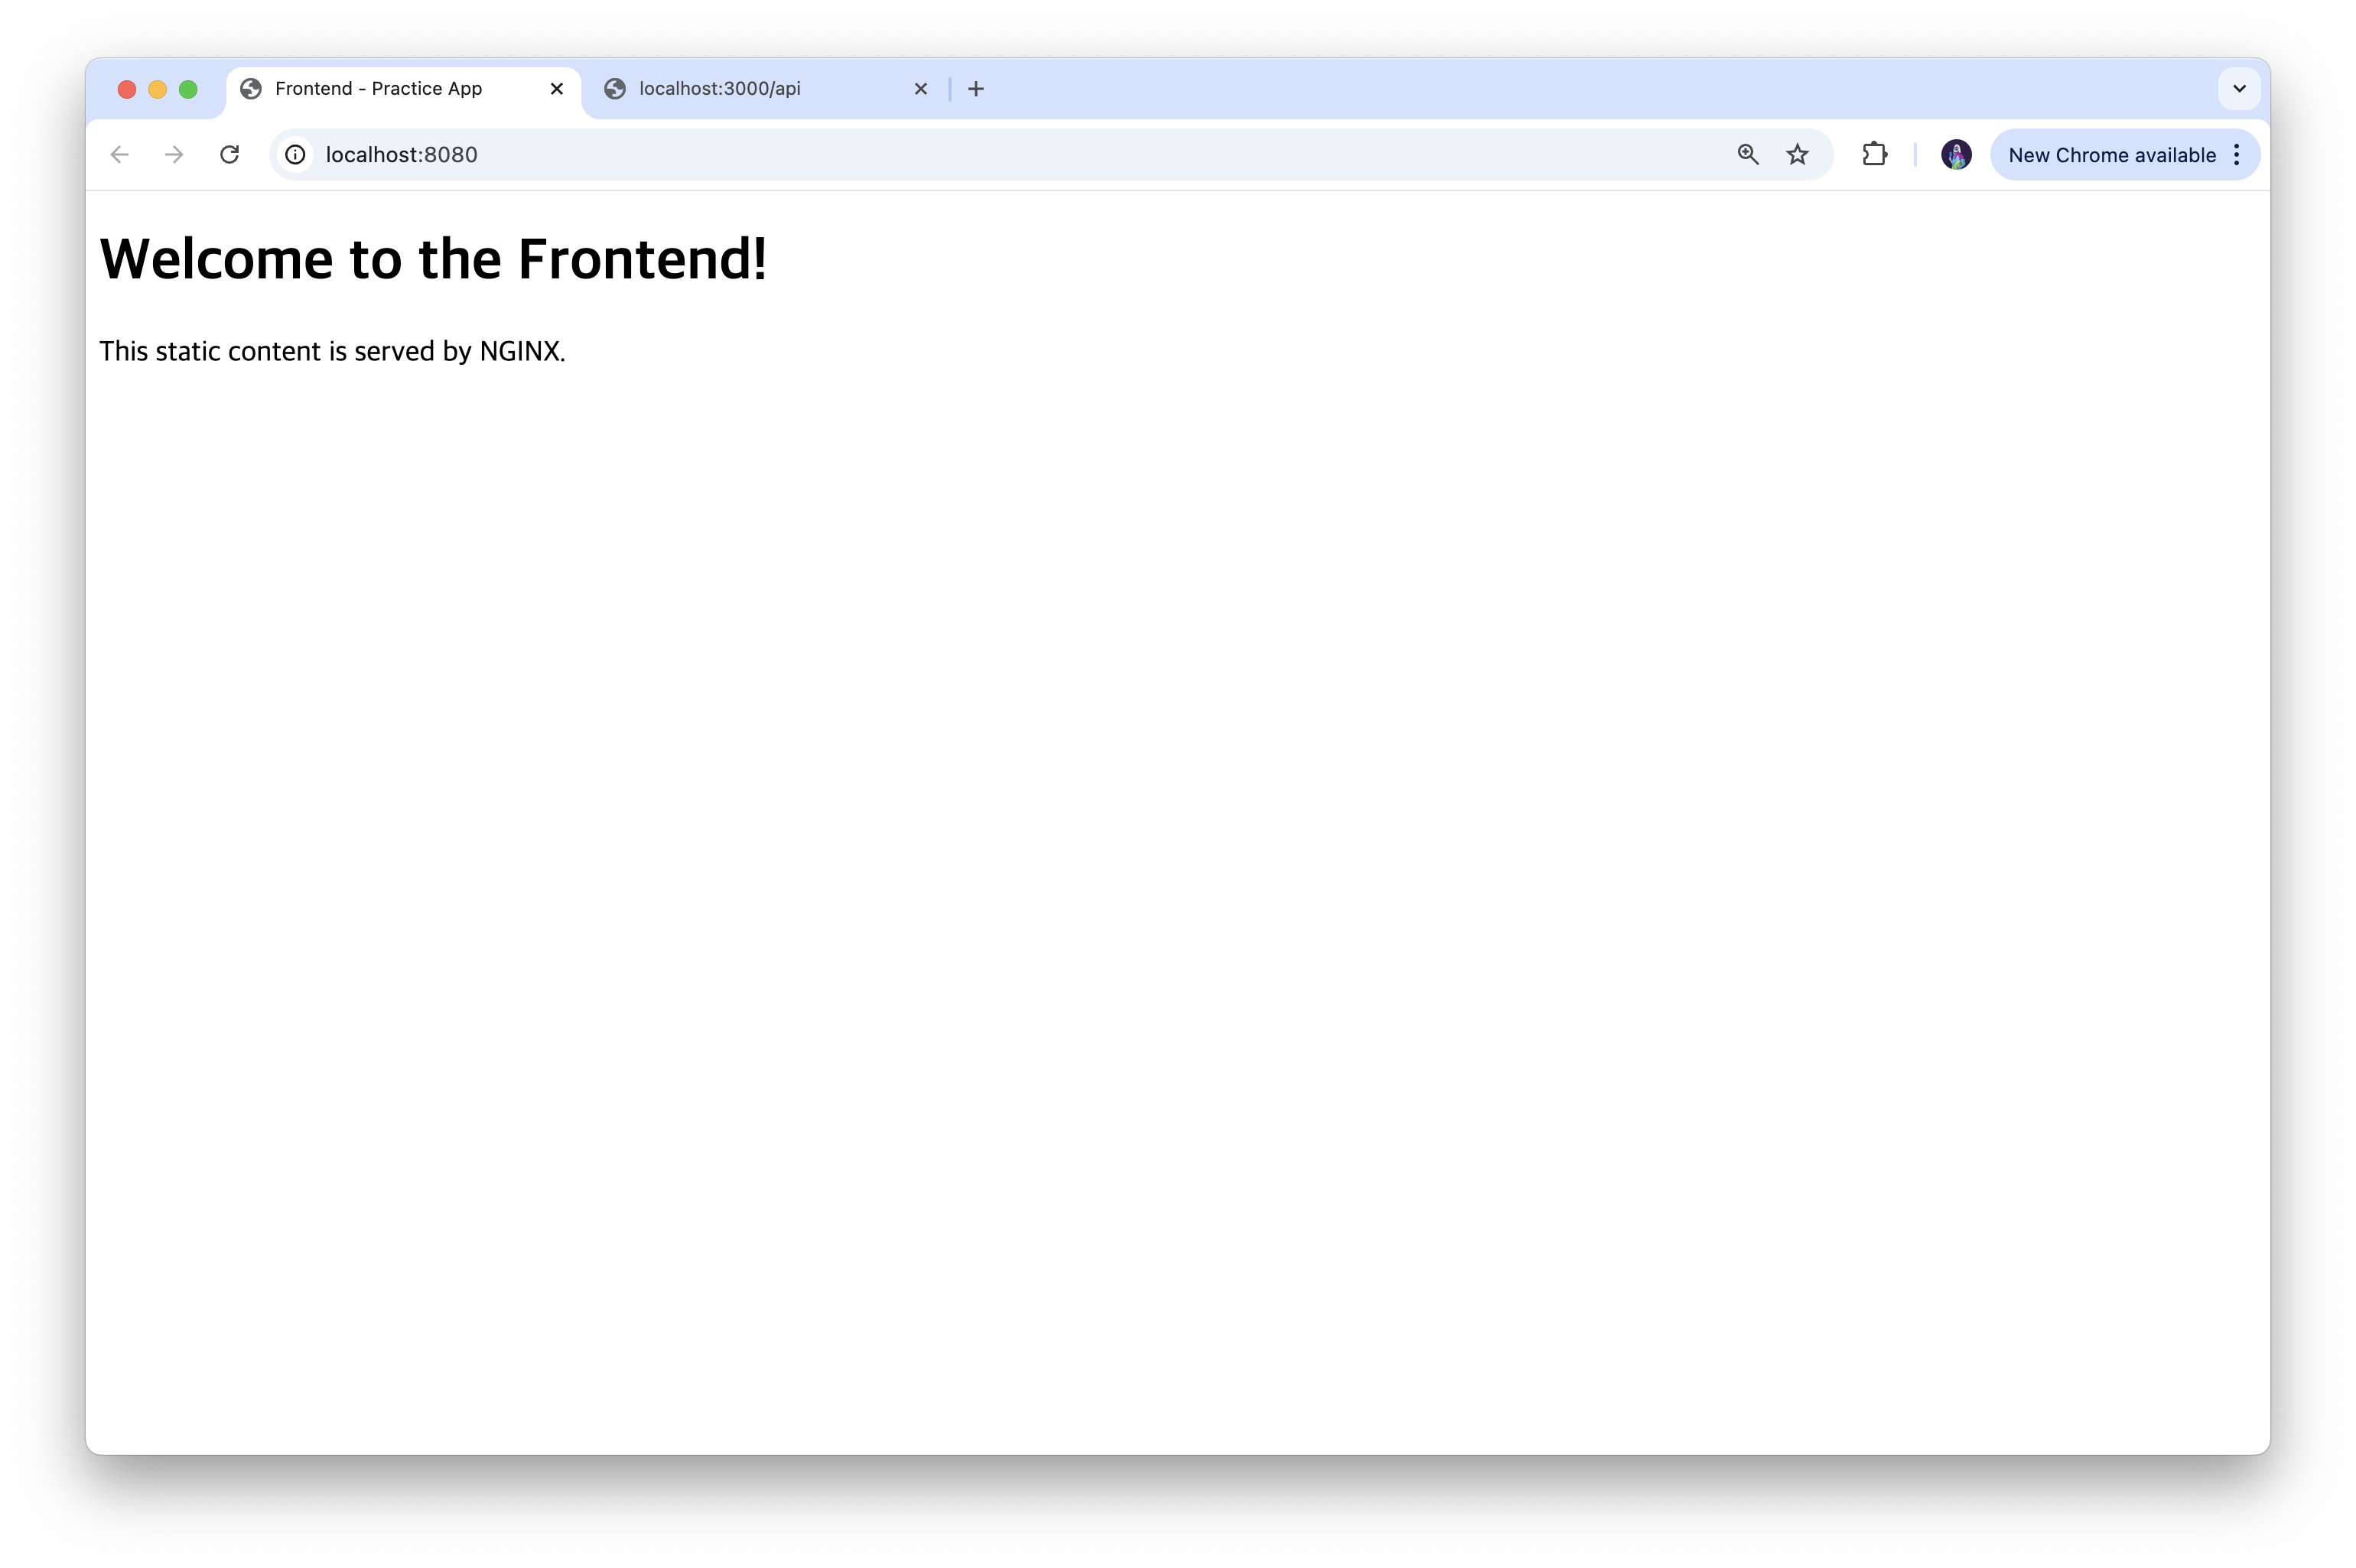 Frontend - Practice App
localhost:3000/api
localhost:8080
New Chrome available
Welcome to the Frontend!
This static content is served by NGINX.